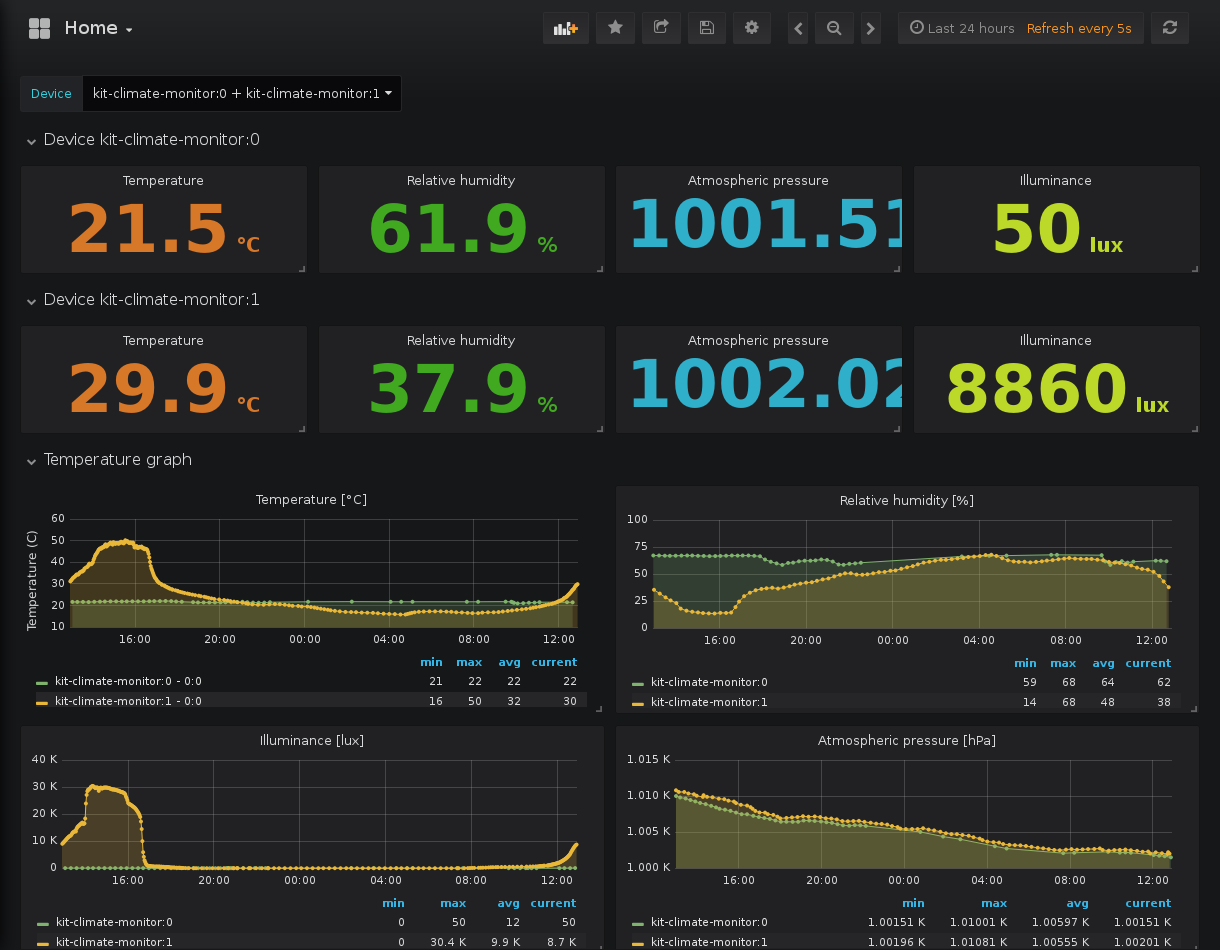 Home
Last 24 hours Refresh every 5s
Device kit-climate-monitor:0 + kit-climate-monitor:1
Device kit-climate-monitor:0
Temperature Relative humidity Atmospheric pressure Illuminance
21.5 °C 61.9 % 1001.51 50 lux
Device kit-climate-monitor:1
Temperature Relative humidity Atmospheric pressure Illuminance
29.9 °C 37.9 % 1002.02 8860 lux
Temperature graph
Temperature [°C]
Temperature (C)
60
50
40
30
20
10
16:00 20:00 00:00 04:00 08:00 12:00
min max avg current
kit-climate-monitor:0 - 0:0 21 22 22 22
kit-climate-monitor:1 - 0:0 16 50 32 30
Relative humidity [%]
100
75
50
25
0
16:00 20:00 00:00 04:00 08:00 12:00
min max avg current
kit-climate-monitor:0 59 68 64 62
kit-climate-monitor:1 14 68 48 38
Illuminance [lux]
40 K
30 K
20 K
10 K
0
16:00 20:00 00:00 04:00 08:00 12:00
min max avg current
kit-climate-monitor:0 0 50 12 50
kit-climate-monitor:1 0 30.4 K 9.9 K 8.7 K
Atmospheric pressure [hPa]
1.015 K
1.010 K
1.005 K
1.000 K
16:00 20:00 00:00 04:00 08:00 12:00
min max avg current
kit-climate-monitor:0 1.00151 K 1.01001 K 1.00597 K 1.00151 K
kit-climate-monitor:1 1.00196 K 1.01081 K 1.00555 K 1.00201 K